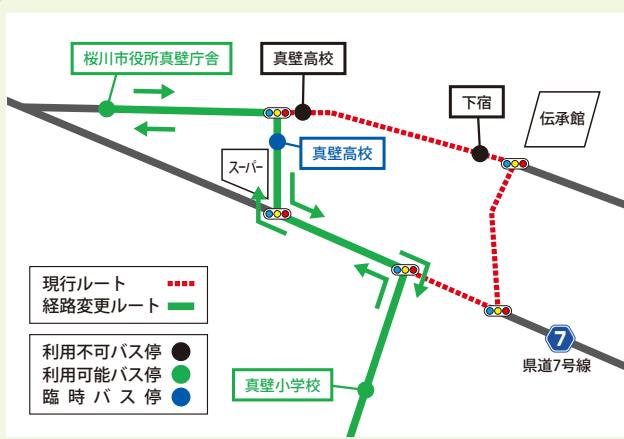 桜川市役所真壁庁舎
真壁高校
下宿
伝承館
真壁高校
スーパー
現行ルート
経路変更ルート
利用不可バス停
利用可能バス停
臨時バス停
真壁小学校
7
県道7号線